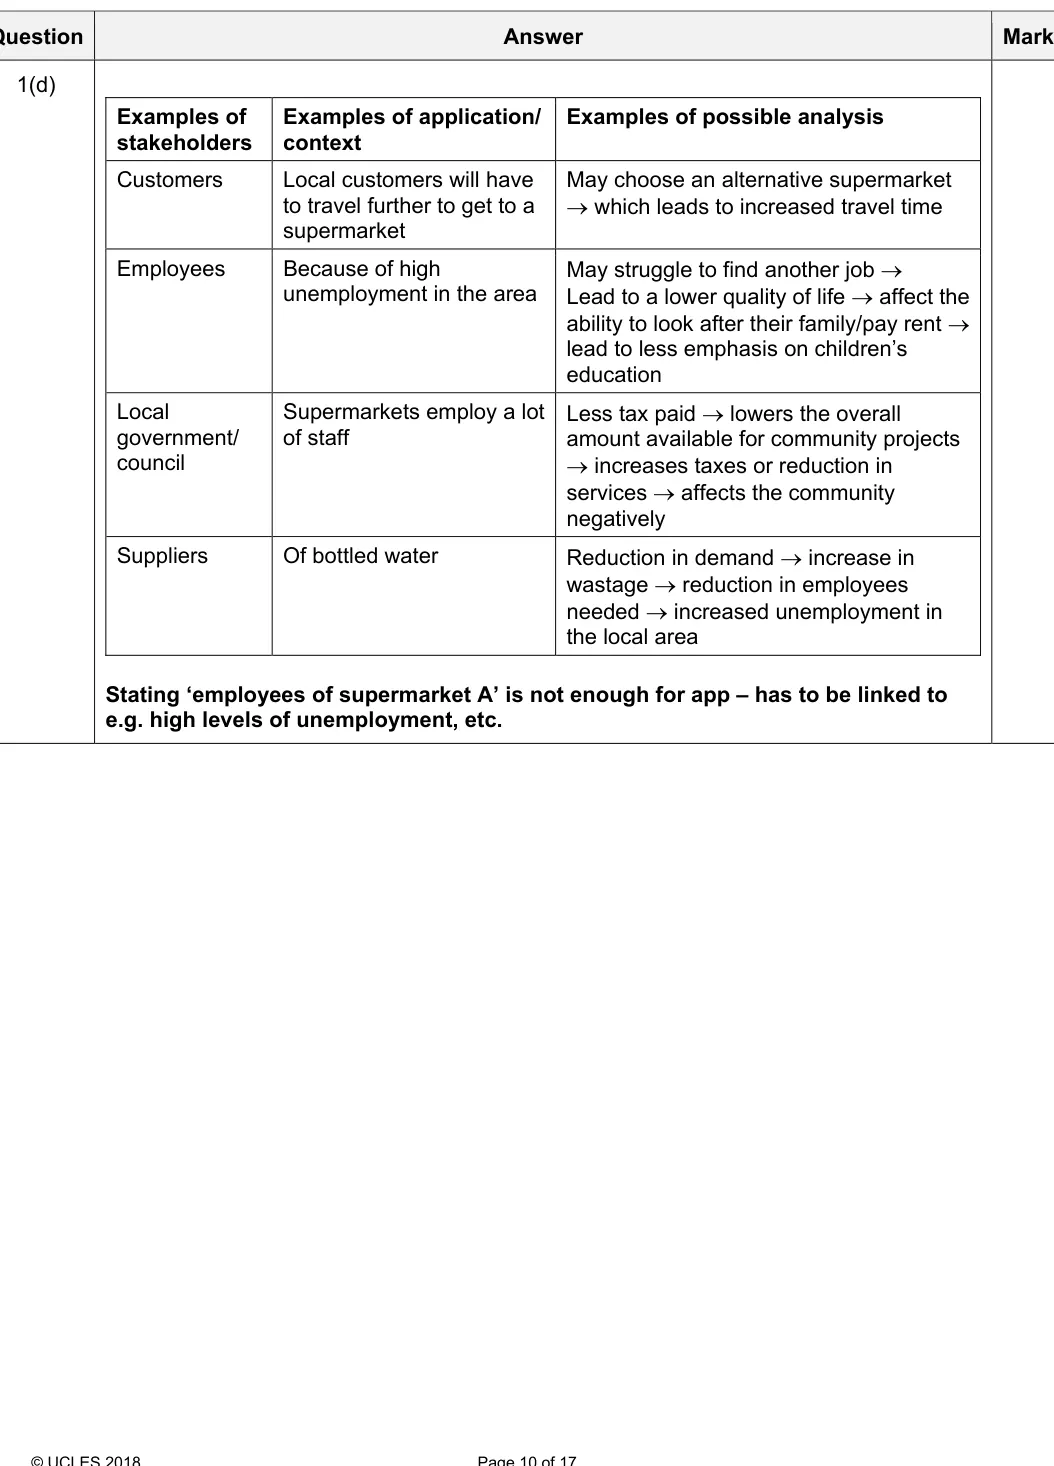 Question Answer Mark
1(d)
Examples of stakeholders
Examples of application/ context
Examples of possible analysis
Customers
Local customers will have
to travel further to get to a
supermarket
May choose an alternative supermarket
→ which leads to increased travel time
Employees
Because of high
unemployment in the area
May struggle to find another job →
Lead to a lower quality of life → affect the
ability to look after their family/pay rent →
lead to less emphasis on children’s
education
Local
government/
council
Supermarkets employ a lot
of staff
Less tax paid → lowers the overall
amount available for community projects
→ increases taxes or reduction in
services → affects the community
negatively
Suppliers
Of bottled water
Reduction in demand → increase in
wastage → reduction in employees
needed → increased unemployment in
the local area
Stating ‘employees of supermarket A’ is not enough for app – has to be linked to
e.g. high levels of unemployment, etc.
© UCLES 2018 Page 10 of 17